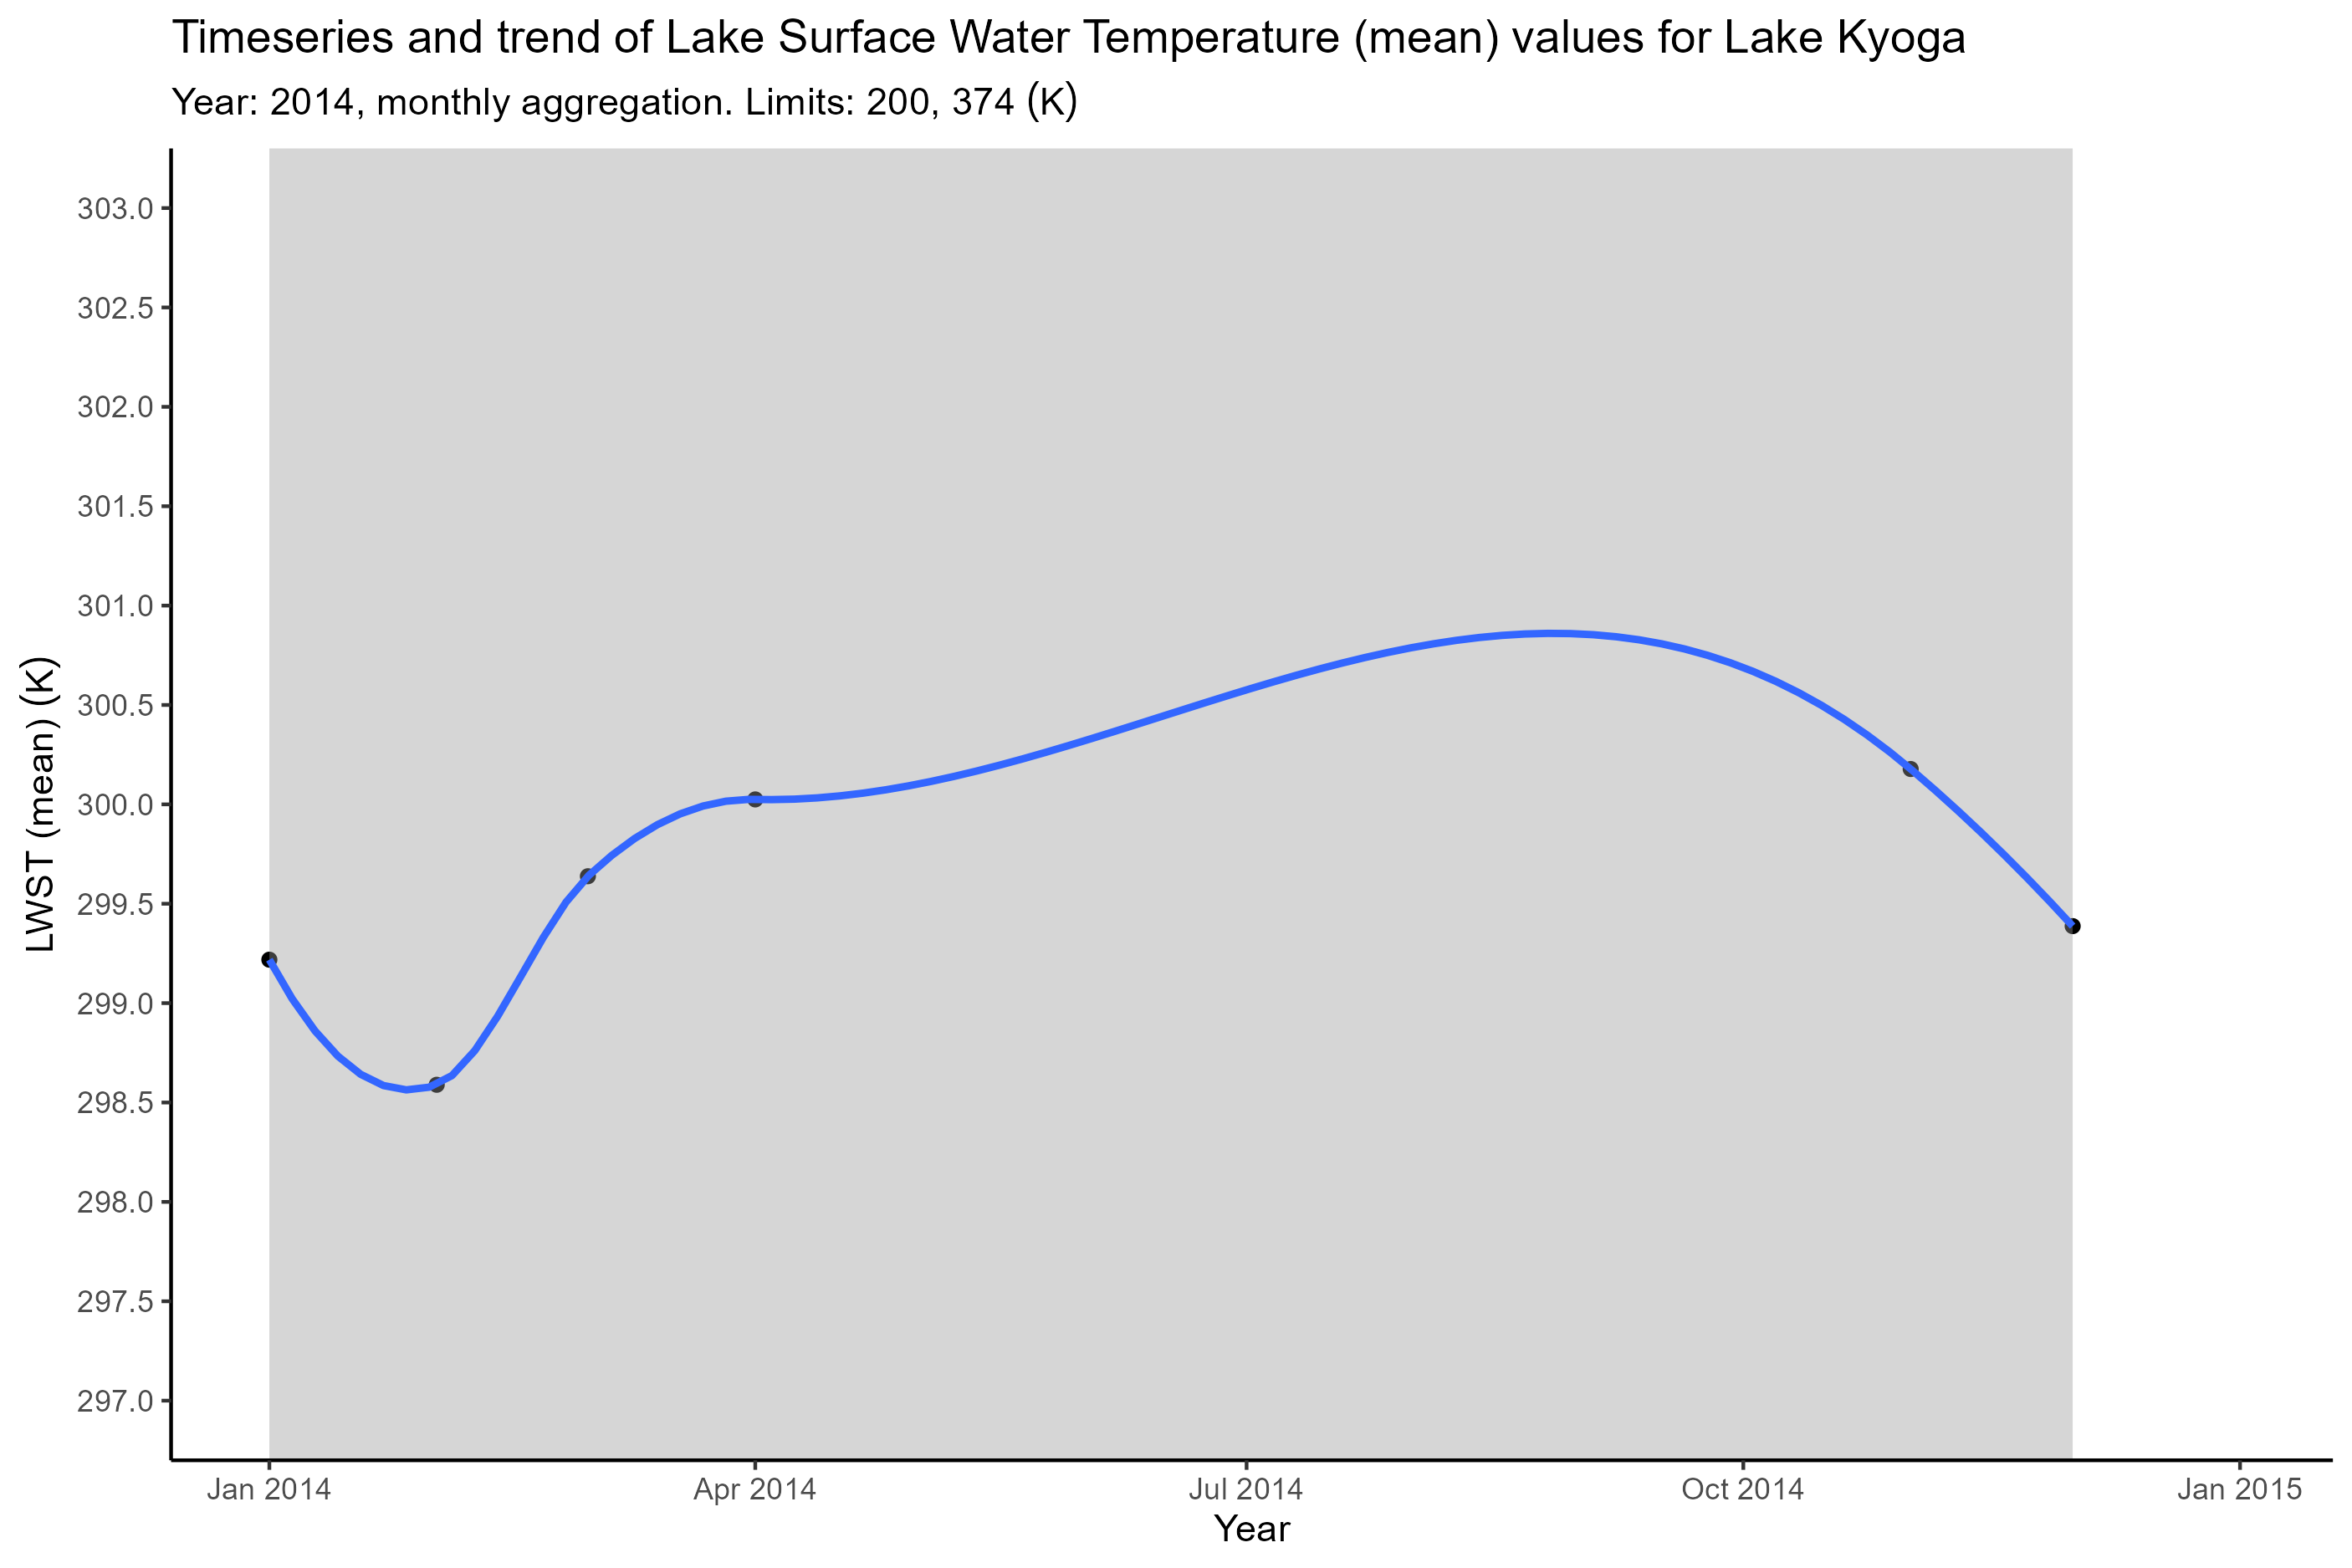 Timeseries and trend of Lake Surface Water Temperature (mean) values for Lake Kyoga
Year: 2014, monthly aggregation. Limits: 200, 374 (K)
LWST (mean) (K)
303.0
302.5
302.0
301.5
301.0
300.5
300.0
299.5
299.0
298.5
298.0
297.5
297.0
Jan 2014 Apr 2014 Jul 2014 Oct 2014 Jan 2015
Year